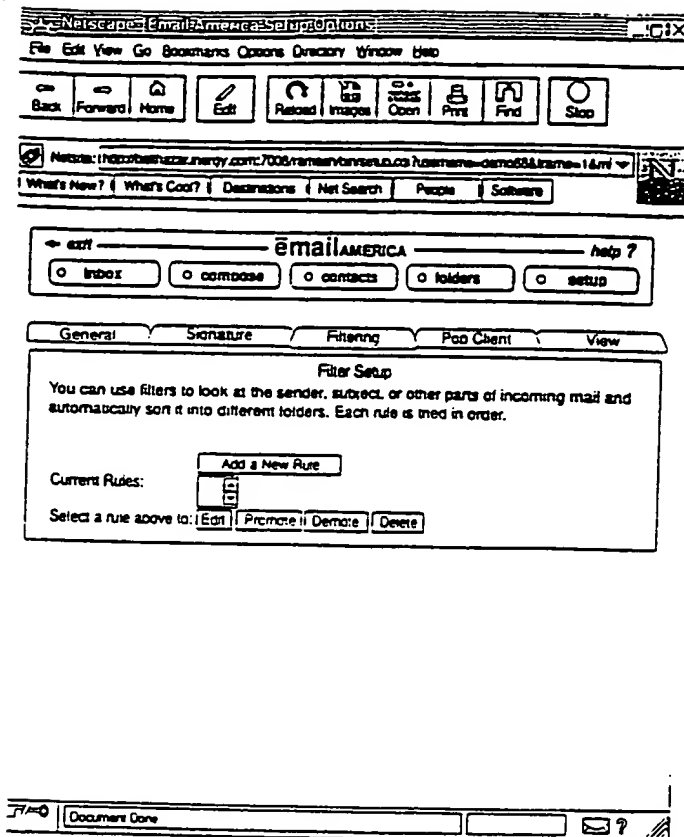 Netscape - [Email America - Setup Options]
File Edit View Go Bookmarks Options Directory Window Help
Back Forward Home Edit Reload Images Open Print Find Stop
N
What's New? What's Cool? Destinations Net Search People Software
exit ēmailAMERICA help ?
inbox compose contacts folders setup
General Signature Filtering Pop Client View
Filter Setup
You can use filters to look at the sender, subject, or other parts of incoming mail and
automatically sort it into different folders. Each rule is tried in order.
Add a New Rule
Current Rules:
Select a rule above to: Edit Promote Demote Delete
Document Done ?